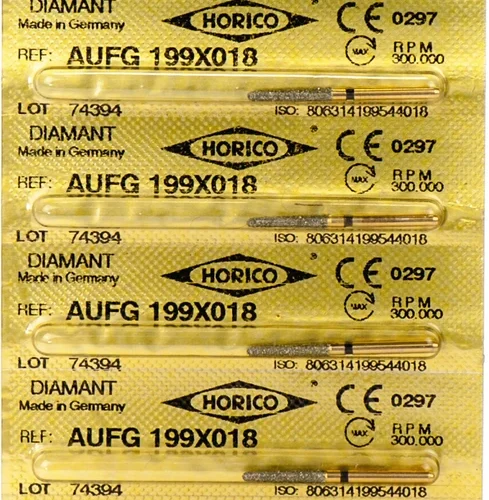 DIAMANT
Made in Germany
HORICO ®
CE 0297
REF: AUFG 199X018
MAX
RPM
300.000
LOT 74394
ISO: 806314199544018
DIAMANT
Made in Germany
HORICO ®
CE 0297
REF: AUFG 199X018
MAX
RPM
300.000
LOT 74394
ISO: 806314199544018
DIAMANT
Made in Germany
HORICO ®
CE 0297
REF: AUFG 199X018
MAX
RPM
300.000
LOT 74394
ISO: 806314199544018
DIAMANT
Made in Germany
HORICO ®
CE 0297
REF: AUFG 199X018
MAX
RPM
300.000
LOT 74394
ISO: 806314199544018